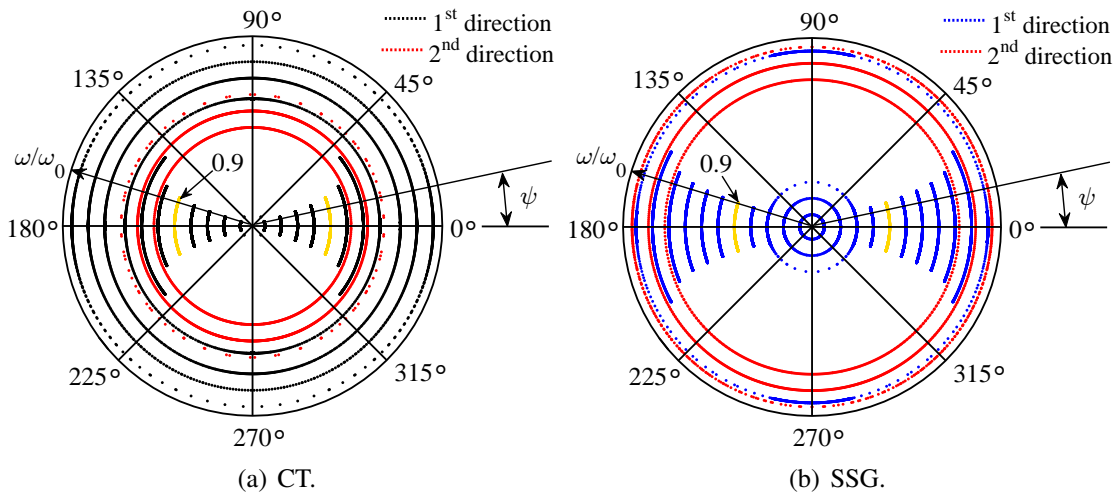 90°
1st direction
2nd direction
135°
45°
ω/ω0
0.9
ψ
180°
0°
225°
315°
270°
(a) CT.
90°
1st direction
2nd direction
135°
45°
ω/ω0
0.9
ψ
180°
0°
225°
315°
270°
(b) SSG.